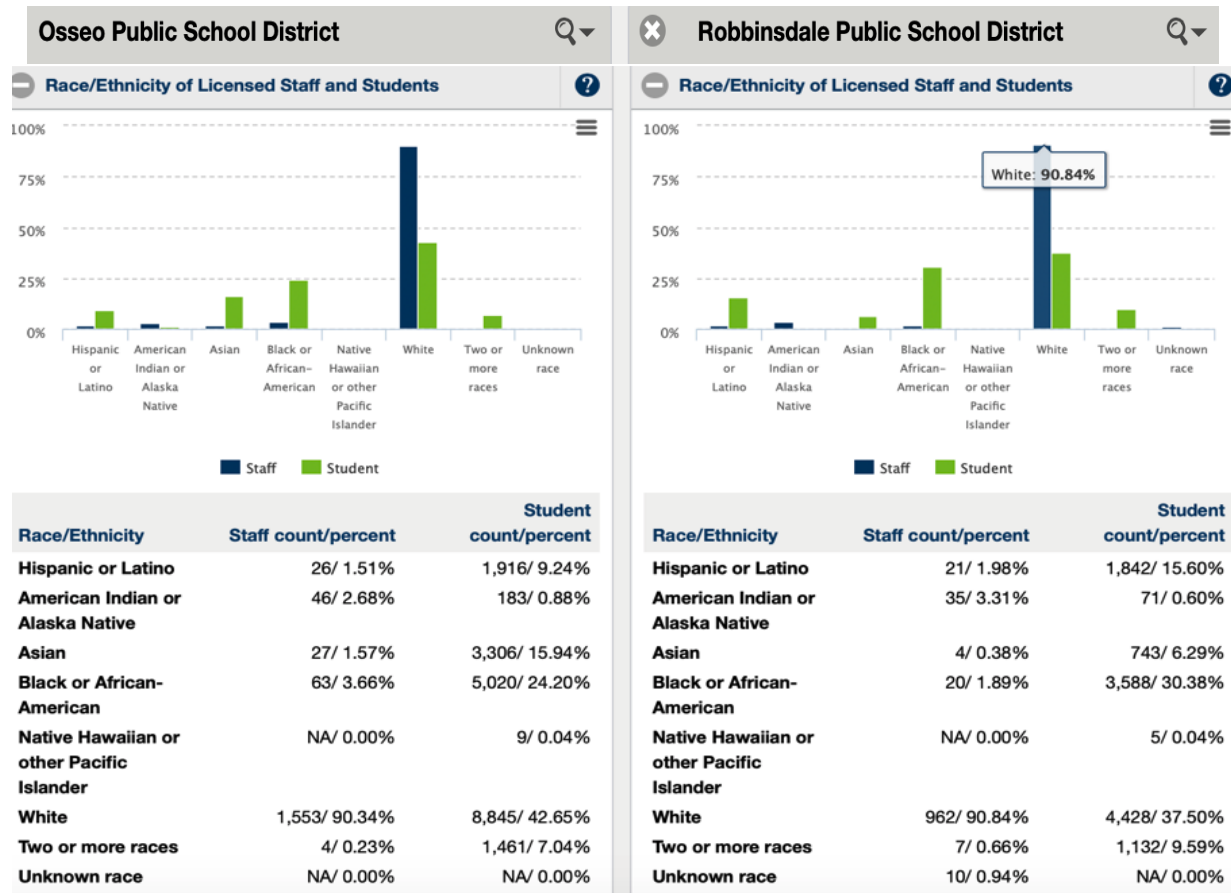 Osseo Public School District
Race/Ethnicity of Licensed Staff and Students
?
100%
75%
50%
25%
0%
Hispanic or Latino
American Indian or Alaska Native
Asian
Black or African-American
Native Hawaiian or other Pacific Islander
White
Two or more races
Unknown race
Staff Student
Race/Ethnicity Staff count/percent Student count/percent
Hispanic or Latino 26/ 1.51% 1,916/ 9.24%
American Indian or Alaska Native 46/ 2.68% 183/ 0.88%
Asian 27/ 1.57% 3,306/ 15.94%
Black or African-American 63/ 3.66% 5,020/ 24.20%
Native Hawaiian or other Pacific Islander NA/ 0.00% 9/ 0.04%
White 1,553/ 90.34% 8,845/ 42.65%
Two or more races 4/ 0.23% 1,461/ 7.04%
Unknown race NA/ 0.00% NA/ 0.00%
Robbinsdale Public School District
Race/Ethnicity of Licensed Staff and Students
?
100%
75%
50%
25%
0%
White: 90.84%
Hispanic or Latino
American Indian or Alaska Native
Asian
Black or African-American
Native Hawaiian or other Pacific Islander
White
Two or more races
Unknown race
Staff Student
Race/Ethnicity Staff count/percent Student count/percent
Hispanic or Latino 21/ 1.98% 1,842/ 15.60%
American Indian or Alaska Native 35/ 3.31% 71/ 0.60%
Asian 4/ 0.38% 743/ 6.29%
Black or African-American 20/ 1.89% 3,588/ 30.38%
Native Hawaiian or other Pacific Islander NA/ 0.00% 5/ 0.04%
White 962/ 90.84% 4,428/ 37.50%
Two or more races 7/ 0.66% 1,132/ 9.59%
Unknown race 10/ 0.94% NA/ 0.00%